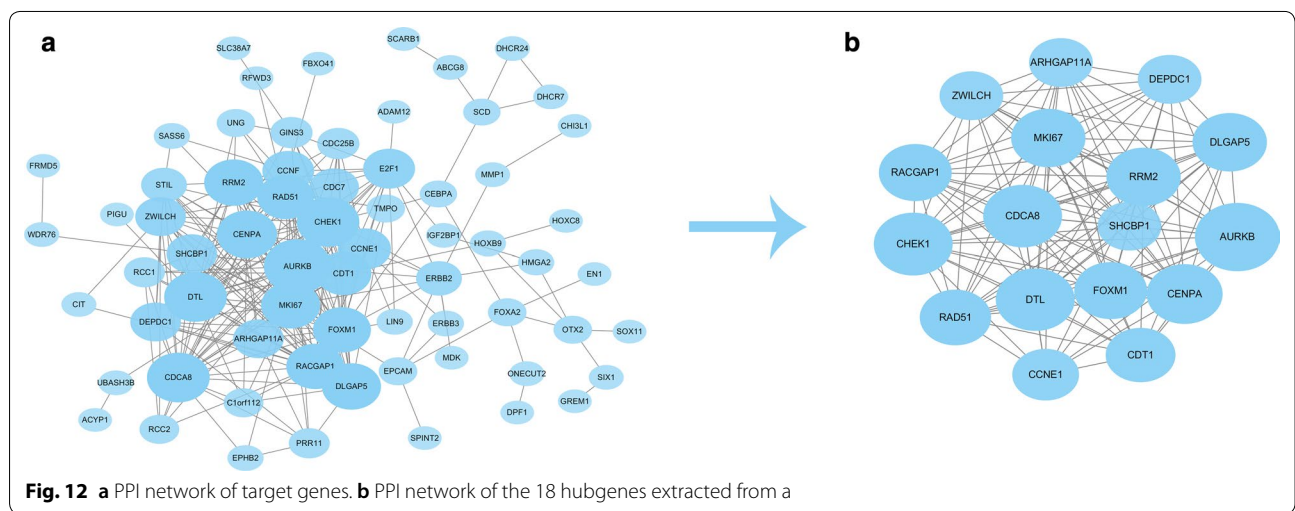 a
b
SCARB1
SLC38A7
DHCR24
FBXO41
ABCG8
RFWD3
DHCR7
ADAM12
SCD
UNG
CHI3L1
GINS3
SASS6
CDC25B
FRMD5
CCNF
E2F1
MMP1
RRM2
STIL
CDC7
CEBPA
RAD51
TMPO
PIGU
ZWILCH
HOXC8
CHEK1
WDR76
CENPA
IGF2BP1
HOXB9
CCNE1
SHCBP1
HMGA2
RCC1
AURKB
CDT1
EN1
ERBB2
DTL
CIT
MKI67
FOXA2
DEPDC1
LIN9
ERBB3
FOXM1
OTX2
SOX11
ARHGAP11A
MDK
RACGAP1
EPCAM
ONECUT2
CDCA8
SIX1
UBASH3B
DLGAP5
GREM1
C1orf112
DPF1
ACYP1
RCC2
SPINT2
PRR11
EPHB2
ARHGAP11A
DEPDC1
ZWILCH
MKI67
DLGAP5
RACGAP1
RRM2
CDCA8
SHCBP1
AURKB
CHEK1
FOXM1
CENPA
DTL
RAD51
CDT1
CCNE1
Fig. 12 a PPI network of target genes. b PPI network of the 18 hubgenes extracted from a